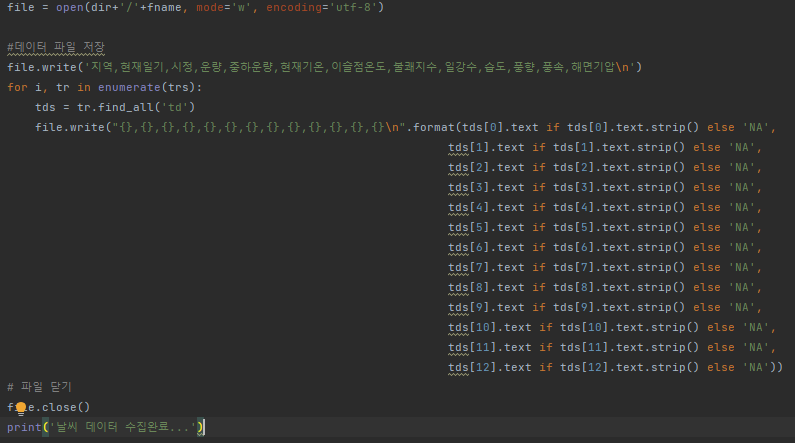 file = open(dir+'/'+fname, mode='w', encoding='utf-8')
#데이터 파일 저장
file.write('지역,현재일기,시정,운량,중하운량,현재기온,이슬점온도,불쾌지수,일강수,습도,풍향,풍속,해면기압\n')
for i, tr in enumerate(trs):
tds = tr.find_all('td')
file.write("{},{},{},{},{},{},{},{},{},{},{},{},{}\n".format(tds[0].text if tds[0].text.strip() else 'NA',
tds[1].text if tds[1].text.strip() else 'NA',
tds[2].text if tds[2].text.strip() else 'NA',
tds[3].text if tds[3].text.strip() else 'NA',
tds[4].text if tds[4].text.strip() else 'NA',
tds[5].text if tds[5].text.strip() else 'NA',
tds[6].text if tds[6].text.strip() else 'NA',
tds[7].text if tds[7].text.strip() else 'NA',
tds[8].text if tds[8].text.strip() else 'NA',
tds[9].text if tds[9].text.strip() else 'NA',
tds[10].text if tds[10].text.strip() else 'NA',
tds[11].text if tds[11].text.strip() else 'NA',
tds[12].text if tds[12].text.strip() else 'NA'))
# 파일 닫기
file.close()
print('날씨 데이터 수집완료...')